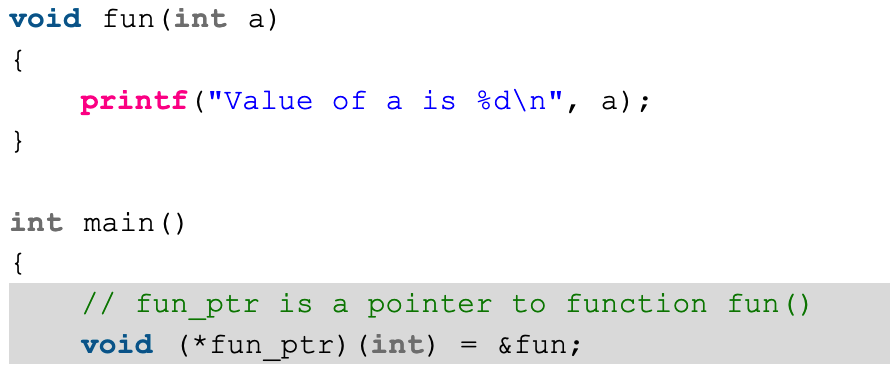 void fun(int a)
{
    printf("Value of a is %d\n", a);
}

int main()
{
    // fun_ptr is a pointer to function fun()
    void (*fun_ptr)(int) = &fun;